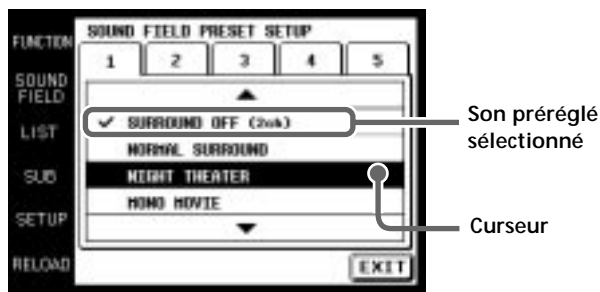 SOUND FIELD PRESET SETUP
FUNCTION
1 2 3 4 5
SOUND
FIELD
✓ SURROUND OFF (2ch)
Son préréglé
sélectionné
LIST
NORMAL SURROUND
SUB
NIGHT THEATER
MONO MOVIE
Curseur
SETUP
RELOAD
EXIT